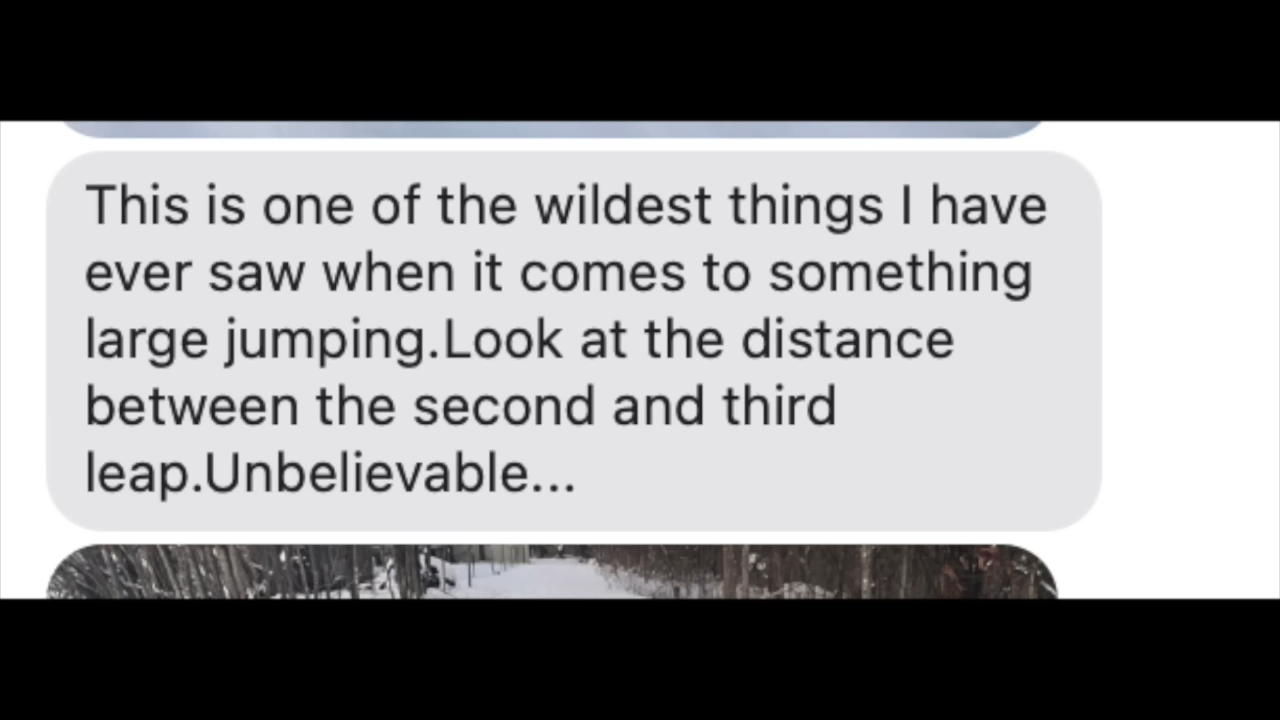 This is one of the wildest things I have
ever saw when it comes to something
large jumping.Look at the distance
between the second and third
leap.Unbelievable...